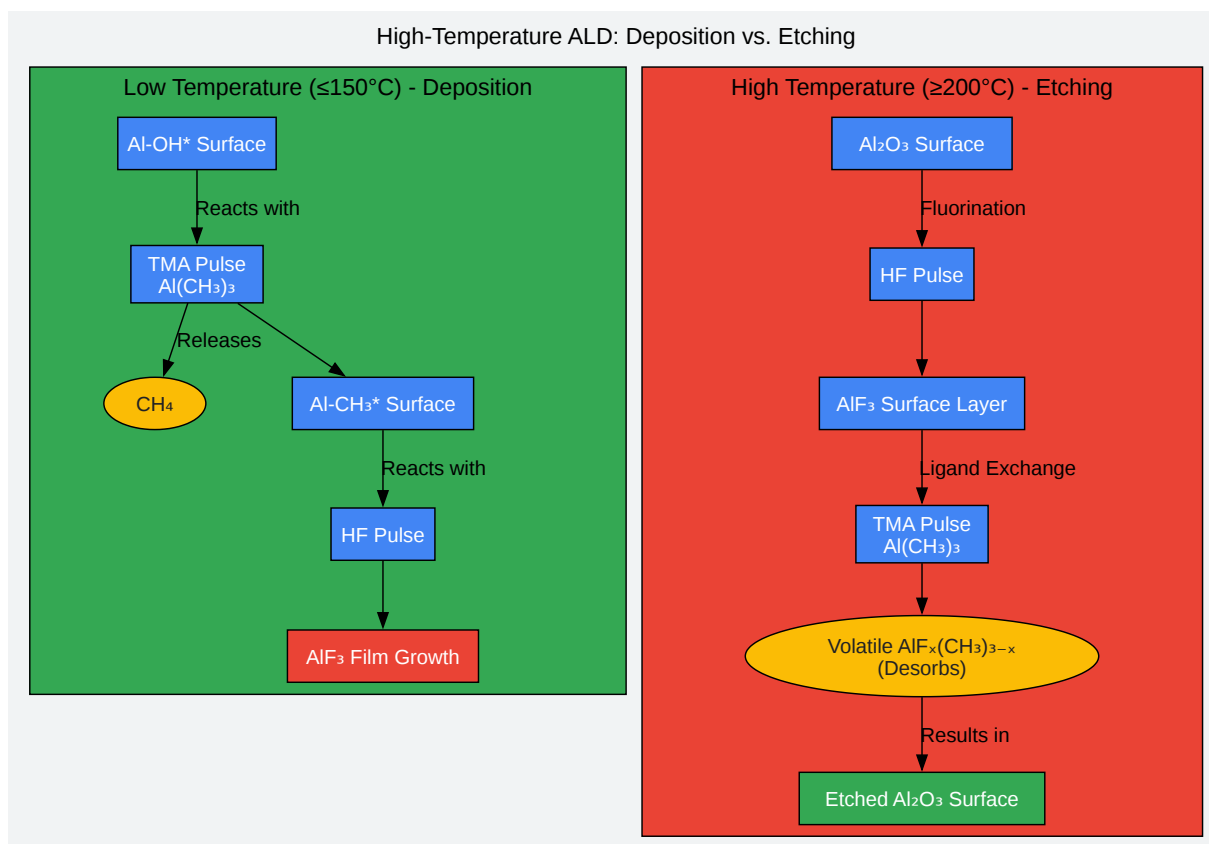 High-Temperature ALD: Deposition vs. Etching
Low Temperature (≤150°C) - Deposition
Al-OH* Surface
Reacts with
TMA Pulse
Al(CH₃)₃
Releases
CH₄
Al-CH₃* Surface
Reacts with
HF Pulse
AlF₃ Film Growth
High Temperature (≥200°C) - Etching
Al₂O₃ Surface
Fluorination
HF Pulse
AlF₃ Surface Layer
Ligand Exchange
TMA Pulse
Al(CH₃)₃
Volatile AlFₓ(CH₃)₃₋ₓ
(Desorbs)
Results in
Etched Al₂O₃ Surface